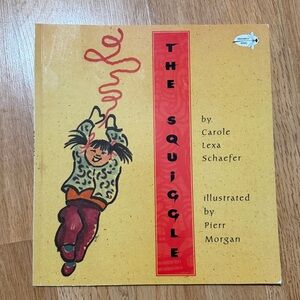 THE SQUIGGLE
by
Carole
Lexa
Schaefer
illustrated
by
Pierr
Morgan